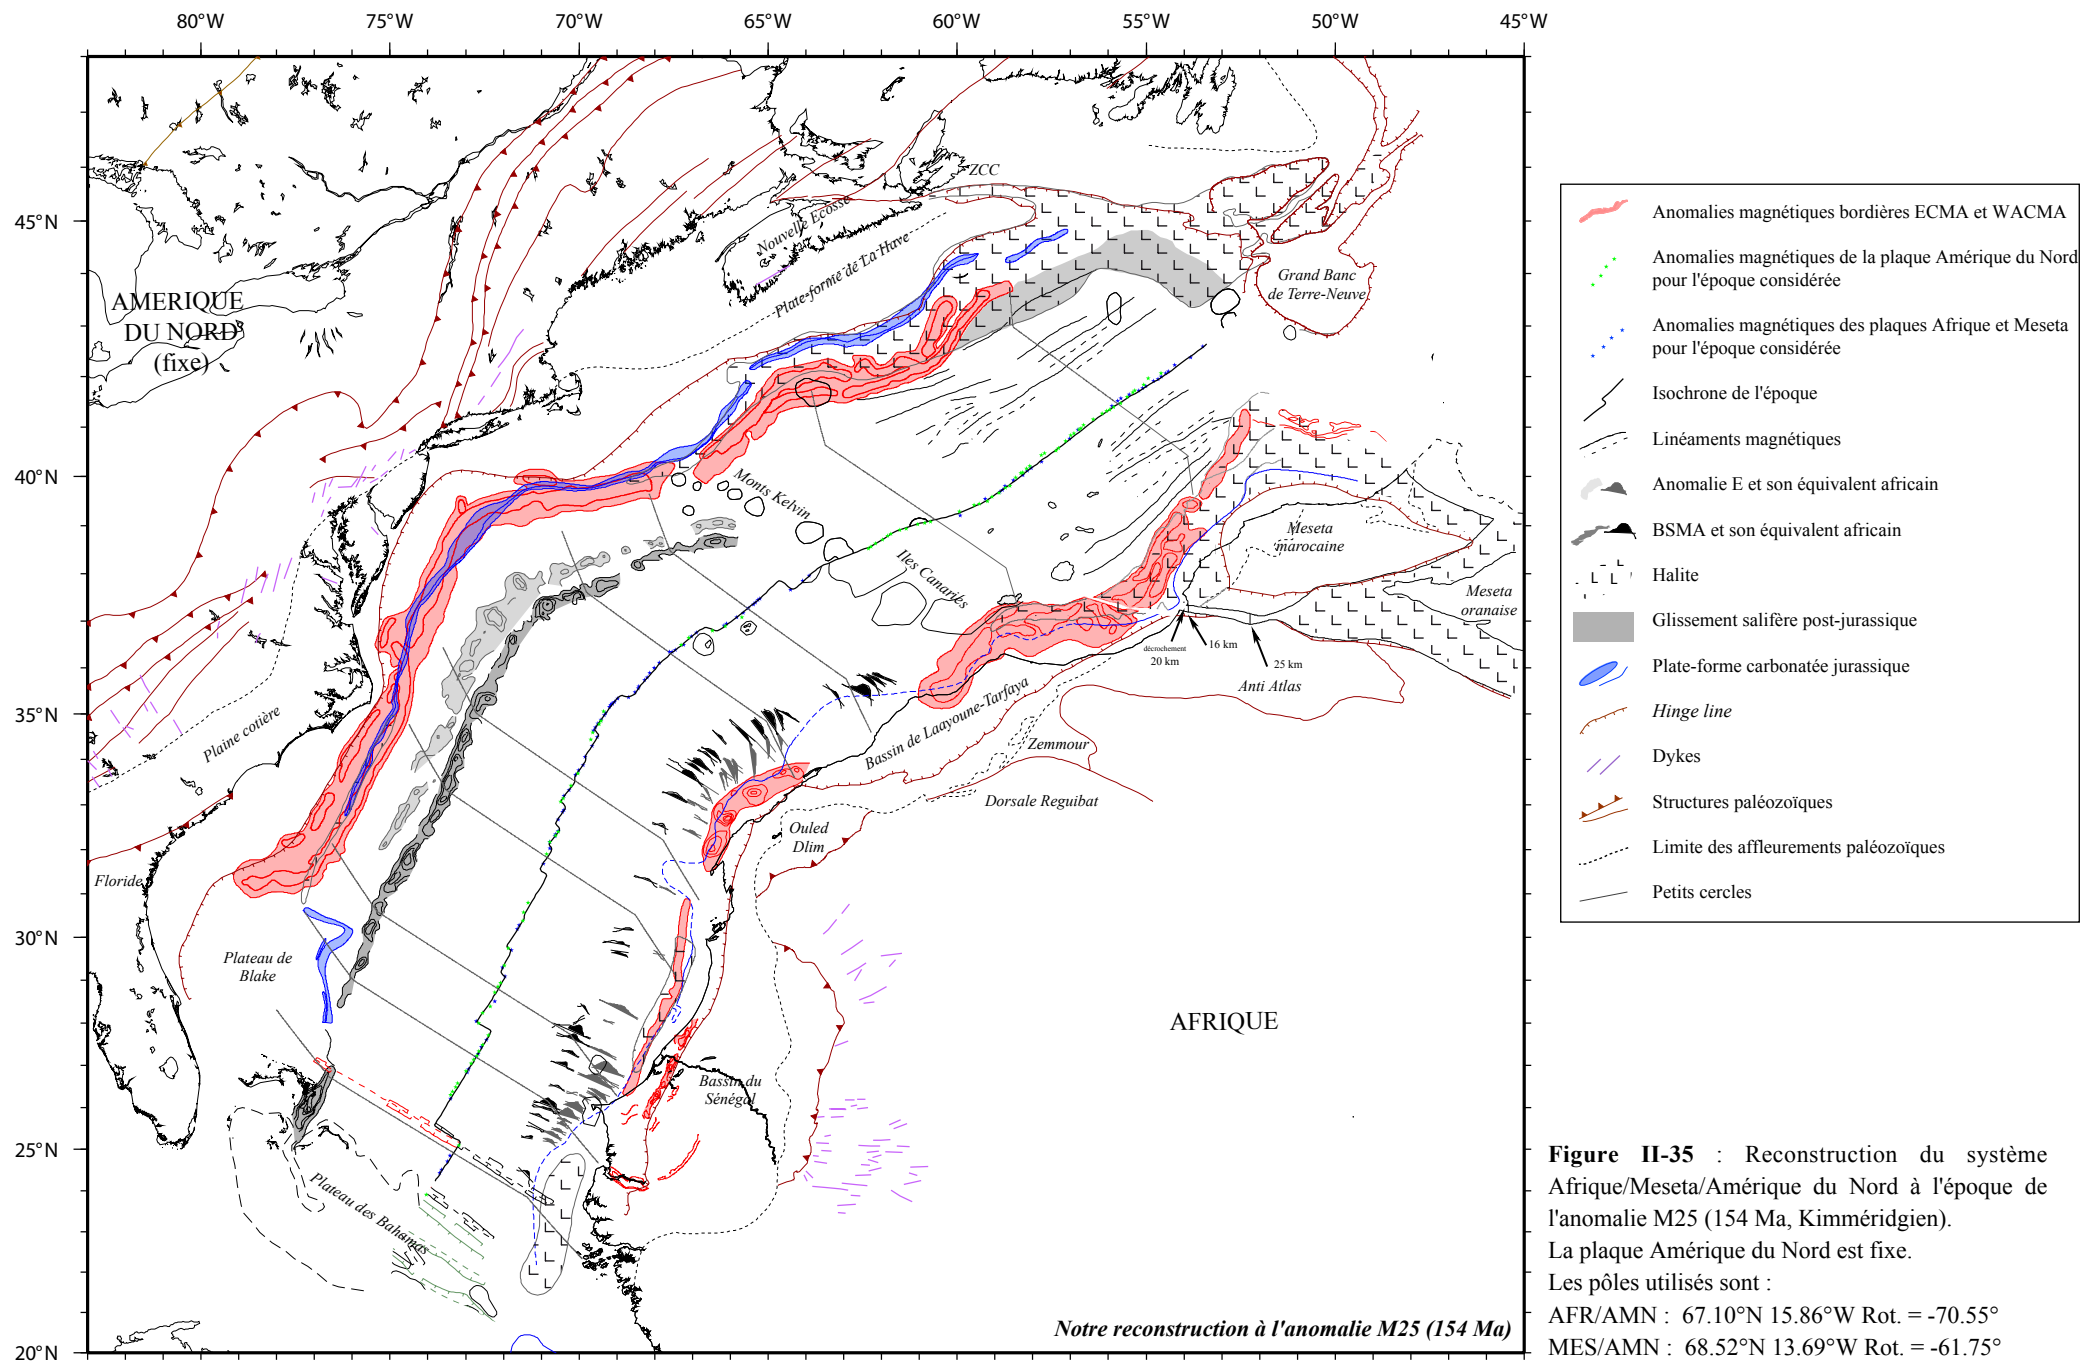 80°W 75°W 70°W 65°W 60°W 55°W 50°W 45°W
45°N
40°N
35°N
30°N
25°N
20°N
AMERIQUE
DU NORD
(fixe)
ZCC
Nouvelle Ecosse
Plate-forme de La Have
Grand Banc
de Terre-Neuve
Monts Kelvin
Iles Canaries
Meseta
marocaine
Meseta
oranaise
décrochement
20 km
16 km
25 km
Anti Atlas
Plaine cotière
Bassin de Laayoune-Tarfaya
Zemmour
Dorsale Reguibat
Ouled
Dlim
Floride
Plateau de
Blake
AFRIQUE
Bassin du
Sénégal
Plateau des Bahamas
Notre reconstruction à l'anomalie M25 (154 Ma)
Anomalies magnétiques bordières ECMA et WACMA
Anomalies magnétiques de la plaque Amérique du Nord
pour l'époque considérée
Anomalies magnétiques des plaques Afrique et Meseta
pour l'époque considérée
Isochrone de l'époque
Linéaments magnétiques
Anomalie E et son équivalent africain
BSMA et son équivalent africain
Halite
Glissement salifère post-jurassique
Plate-forme carbonatée jurassique
Hinge line
Dykes
Structures paléozoïques
Limite des affleurements paléozoïques
Petits cercles
Figure II-35 : Reconstruction du système
Afrique/Meseta/Amérique du Nord à l'époque de
l'anomalie M25 (154 Ma, Kimméridgien).
La plaque Amérique du Nord est fixe.
Les pôles utilisés sont :
AFR/AMN : 67.10°N 15.86°W Rot. = -70.55°
MES/AMN : 68.52°N 13.69°W Rot. = -61.75°